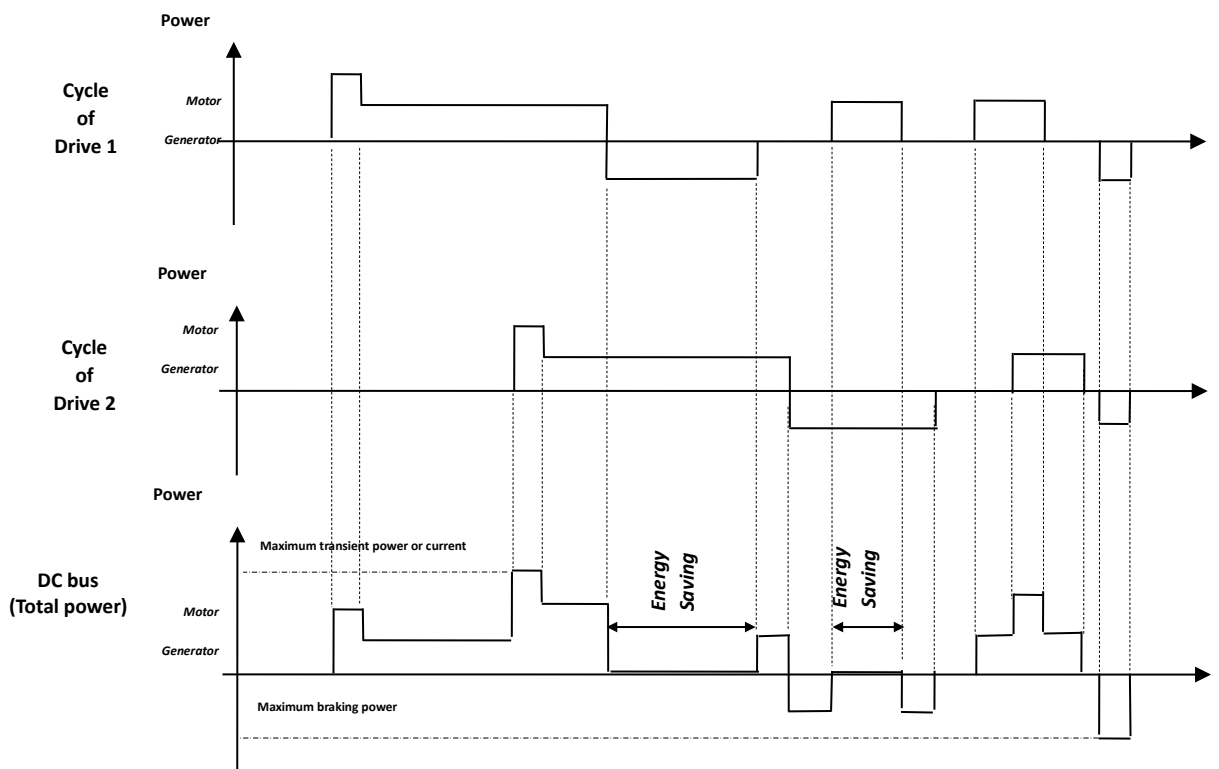 Power
Cycle
of
Drive 1
Motor
Generator
Power
Cycle
of
Drive 2
Motor
Generator
Power
DC bus
(Total power)
Maximum transient power or current
Motor
Generator
Maximum braking power
Energy
Saving
Energy
Saving